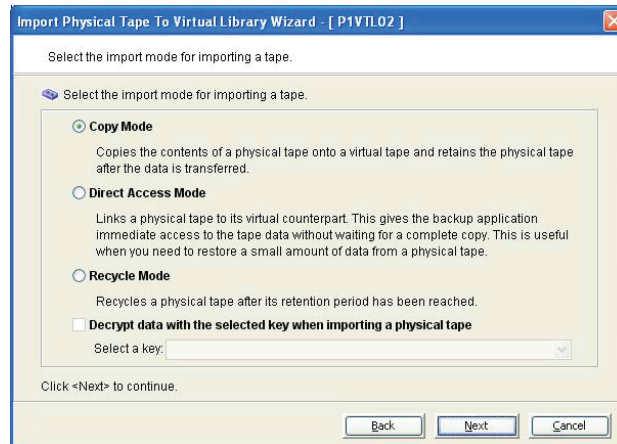 Import Physical Tape To Virtual Library Wizard - [ P1VTL02 ]
Select the import mode for importing a tape.
Select the import mode for importing a tape.
Copy Mode
Copies the contents of a physical tape onto a virtual tape and retains the physical tape
after the data is transferred.
Direct Access Mode
Links a physical tape to its virtual counterpart. This gives the backup application
immediate access to the tape data without waiting for a complete copy. This is useful
when you need to restore a small amount of data from a physical tape.
Recycle Mode
Recycles a physical tape after its retention period has been reached.
Decrypt data with the selected key when importing a physical tape
Select a key:
Click <Next> to continue.
Back Next Cancel